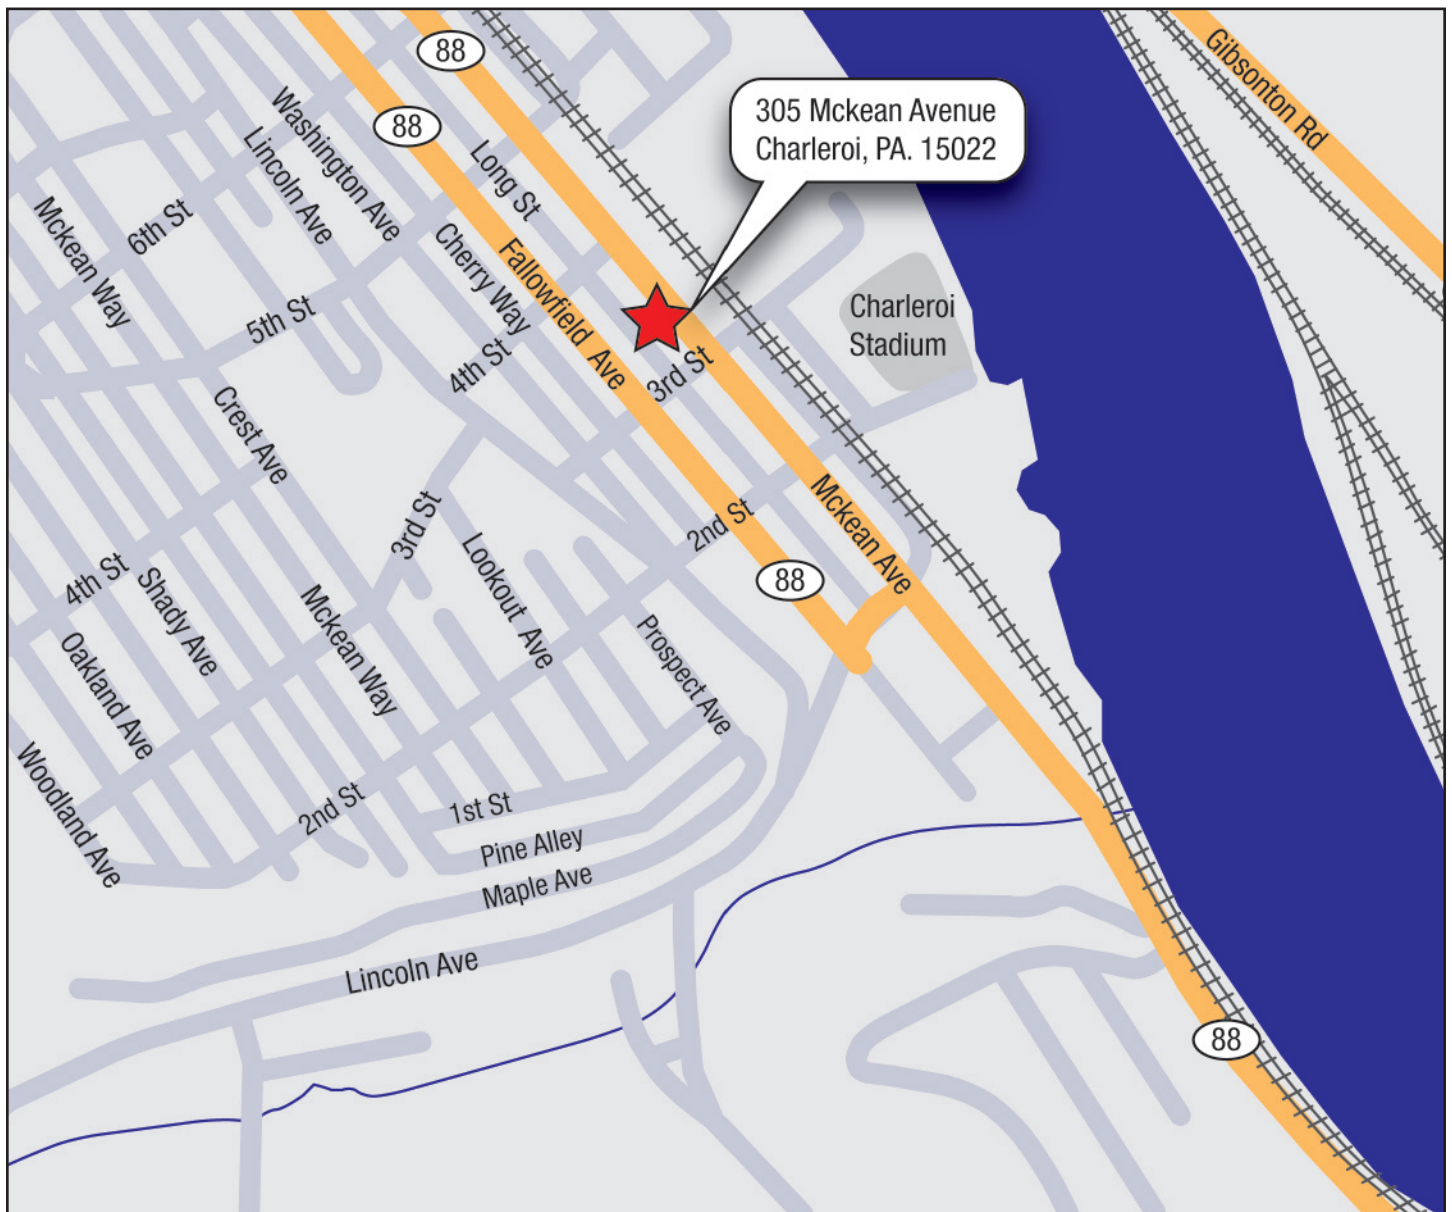 88
Gibsonton Rd
305 Mckean Avenue
Charleroi, PA. 15022
88
Washington Ave
Lincoln Ave
Long St
Mckean Way
6th St
Cherry Way
Fallowfield Ave
5th St
4th St
3rd St
Charleroi
Stadium
Crest Ave
Mckean Ave
3rd St
2nd St
Lookout Ave
88
4th St
Shady Ave
Mckean Way
Oakland Ave
Prospect Ave
Woodland Ave
2nd St
1st St
Pine Alley
Maple Ave
Lincoln Ave
88